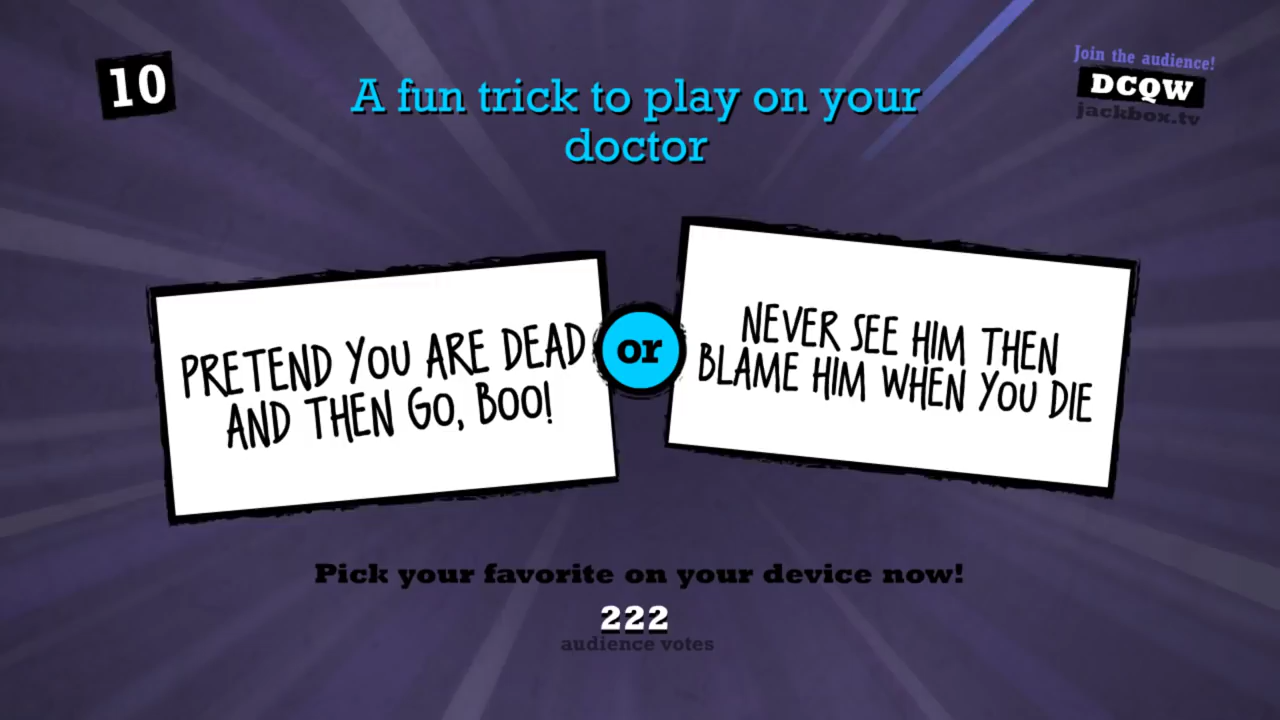 10
A fun trick to play on your
doctor
Join the audience!
DCQW
jackbox.tv
PRETEND YOU ARE DEAD
AND THEN GO, BOO!
or
NEVER SEE HIM THEN
BLAME HIM WHEN YOU DIE
Pick your favorite on your device now!
222
audience votes